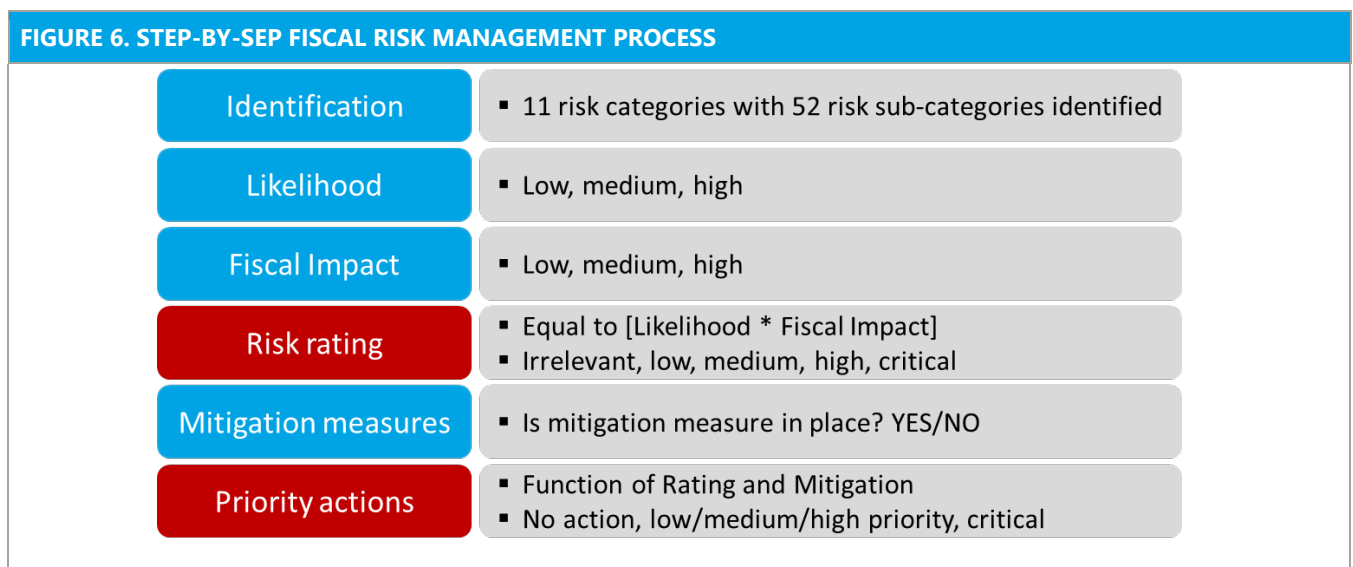 FIGURE 6. STEP-BY-SEP FISCAL RISK MANAGEMENT PROCESS
Identification
▪ 11 risk categories with 52 risk sub-categories identified
Likelihood
▪ Low, medium, high
Fiscal Impact
▪ Low, medium, high
Risk rating
▪ Equal to [Likelihood * Fiscal Impact]
▪ Irrelevant, low, medium, high, critical
Mitigation measures
▪ Is mitigation measure in place? YES/NO
Priority actions
▪ Function of Rating and Mitigation
▪ No action, low/medium/high priority, critical